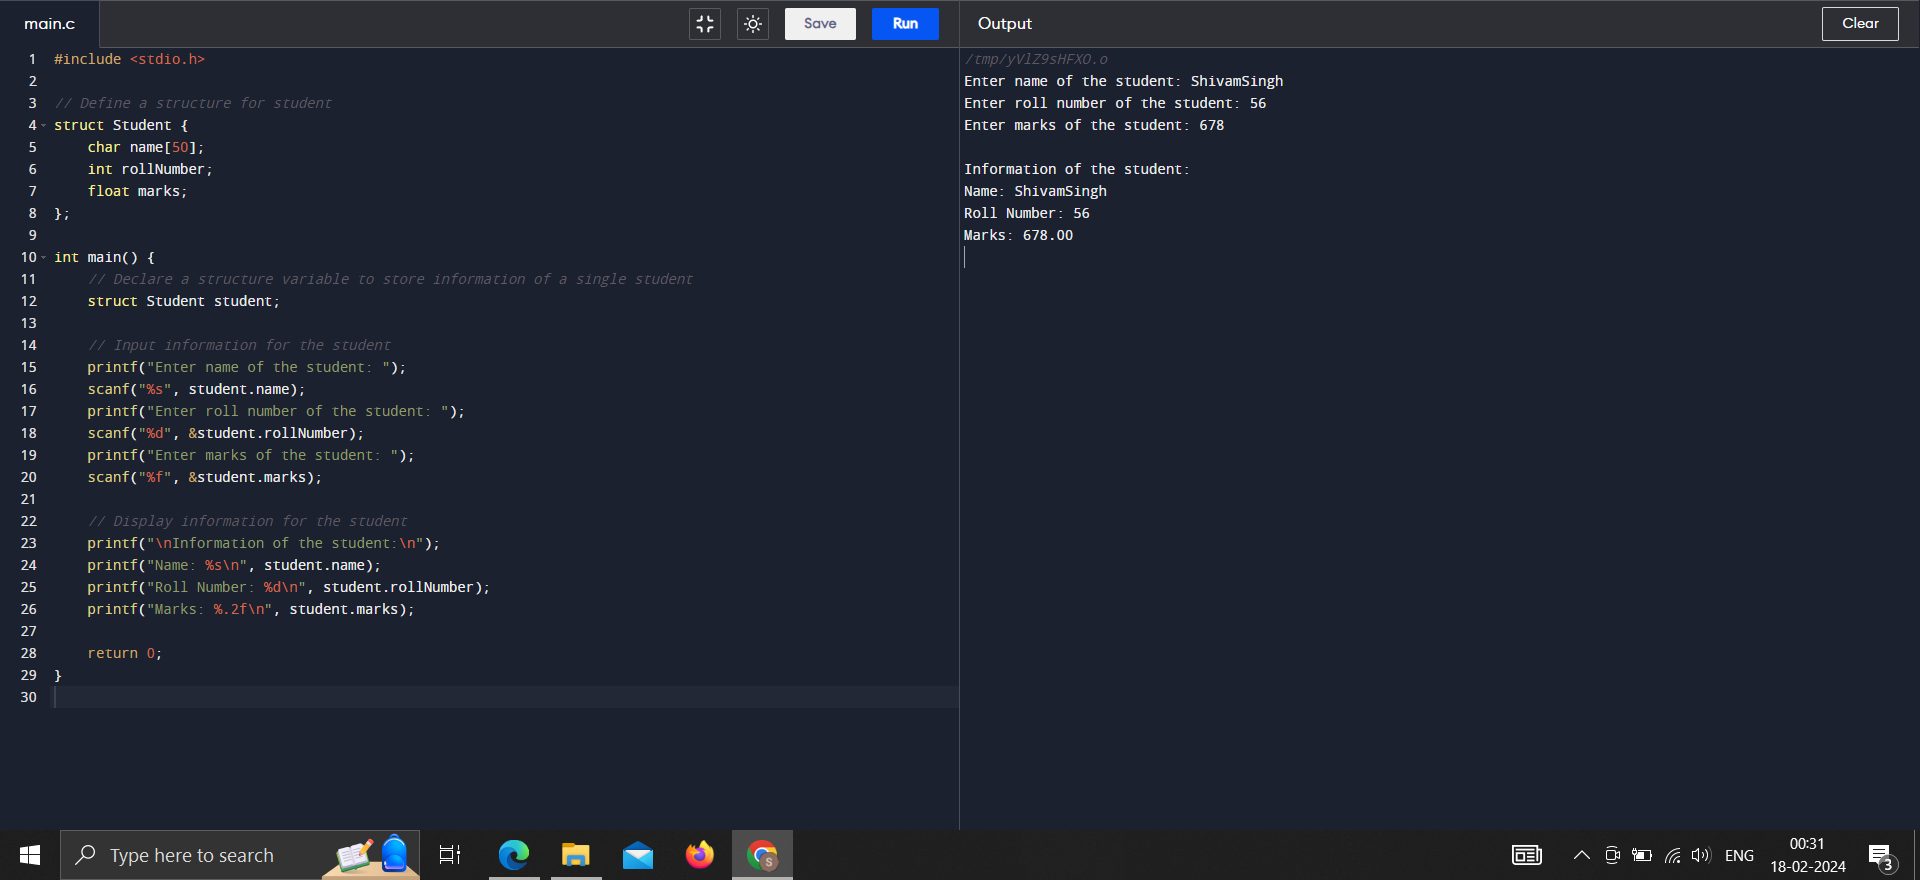 main.c
Save
Run
Output
Clear
1 #include <stdio.h>
2
3 // Define a structure for student
4 struct Student {
5     char name[50];
6     int rollNumber;
7     float marks;
8 };
9
10 int main() {
11     // Declare a structure variable to store information of a single student
12     struct Student student;
13
14     // Input information for the student
15     printf("Enter name of the student: ");
16     scanf("%s", student.name);
17     printf("Enter roll number of the student: ");
18     scanf("%d", &student.rollNumber);
19     printf("Enter marks of the student: ");
20     scanf("%f", &student.marks);
21
22     // Display information for the student
23     printf("\nInformation of the student:\n");
24     printf("Name: %s\n", student.name);
25     printf("Roll Number: %d\n", student.rollNumber);
26     printf("Marks: %.2f\n", student.marks);
27
28     return 0;
29 }
30
/tmp/yVlZ9sHFXO.o
Enter name of the student: ShivamSingh
Enter roll number of the student: 56
Enter marks of the student: 678

Information of the student:
Name: ShivamSingh
Roll Number: 56
Marks: 678.00
Type here to search
S
ENG
00:31
18-02-2024
3